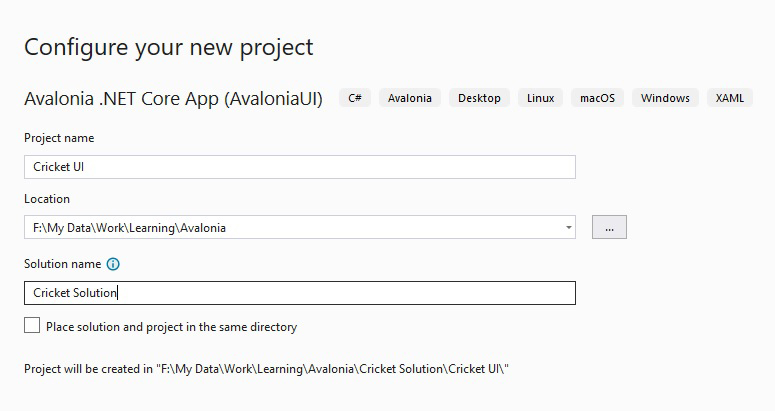 Configure your new project
Avalonia .NET Core App (AvaloniaUI) C# Avalonia Desktop Linux macOS Windows XAML
Project name
Cricket UI
Location
F:\My Data\Work\Learning\Avalonia
...
Solution name
Cricket Solution
Place solution and project in the same directory
Project will be created in "F:\My Data\Work\Learning\Avalonia\Cricket Solution\Cricket UI\"